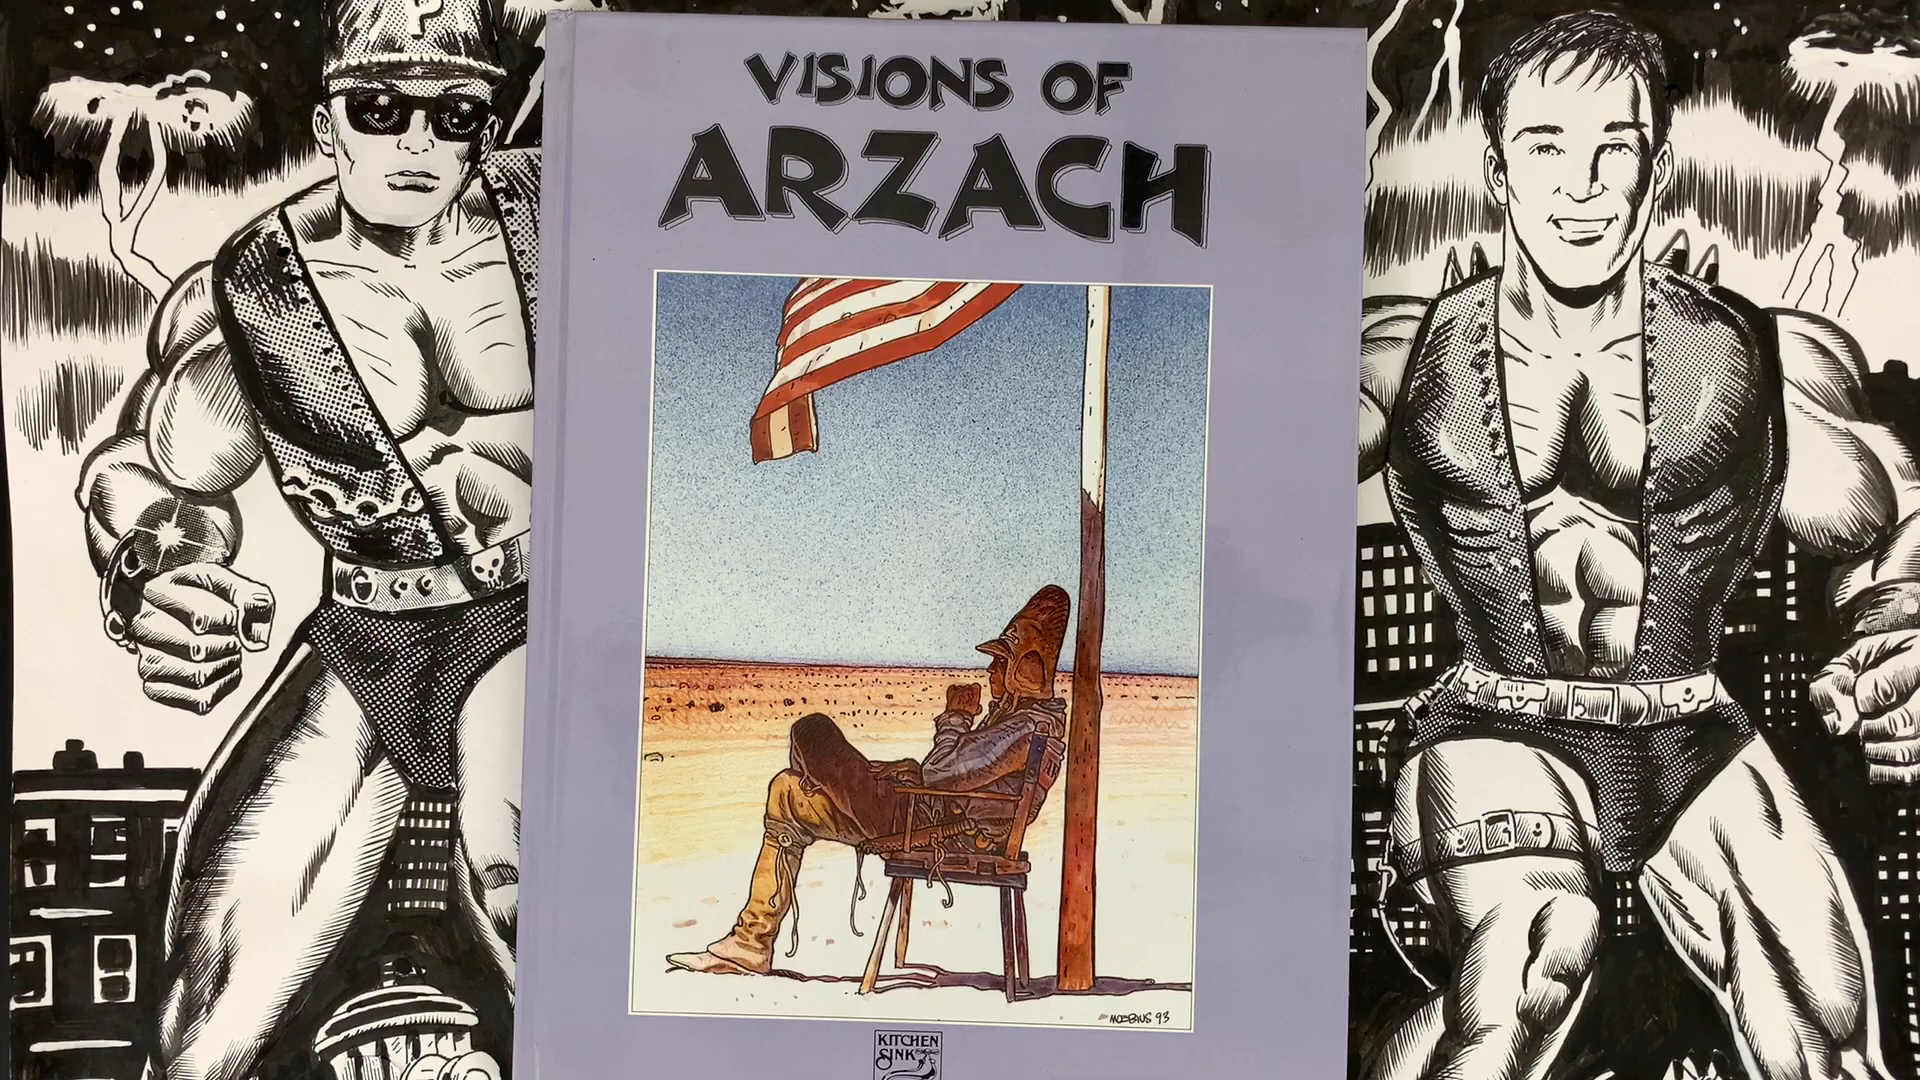 P
VISIONS OF
ARZACH
MOEBIUS 93
KITCHEN
SINK